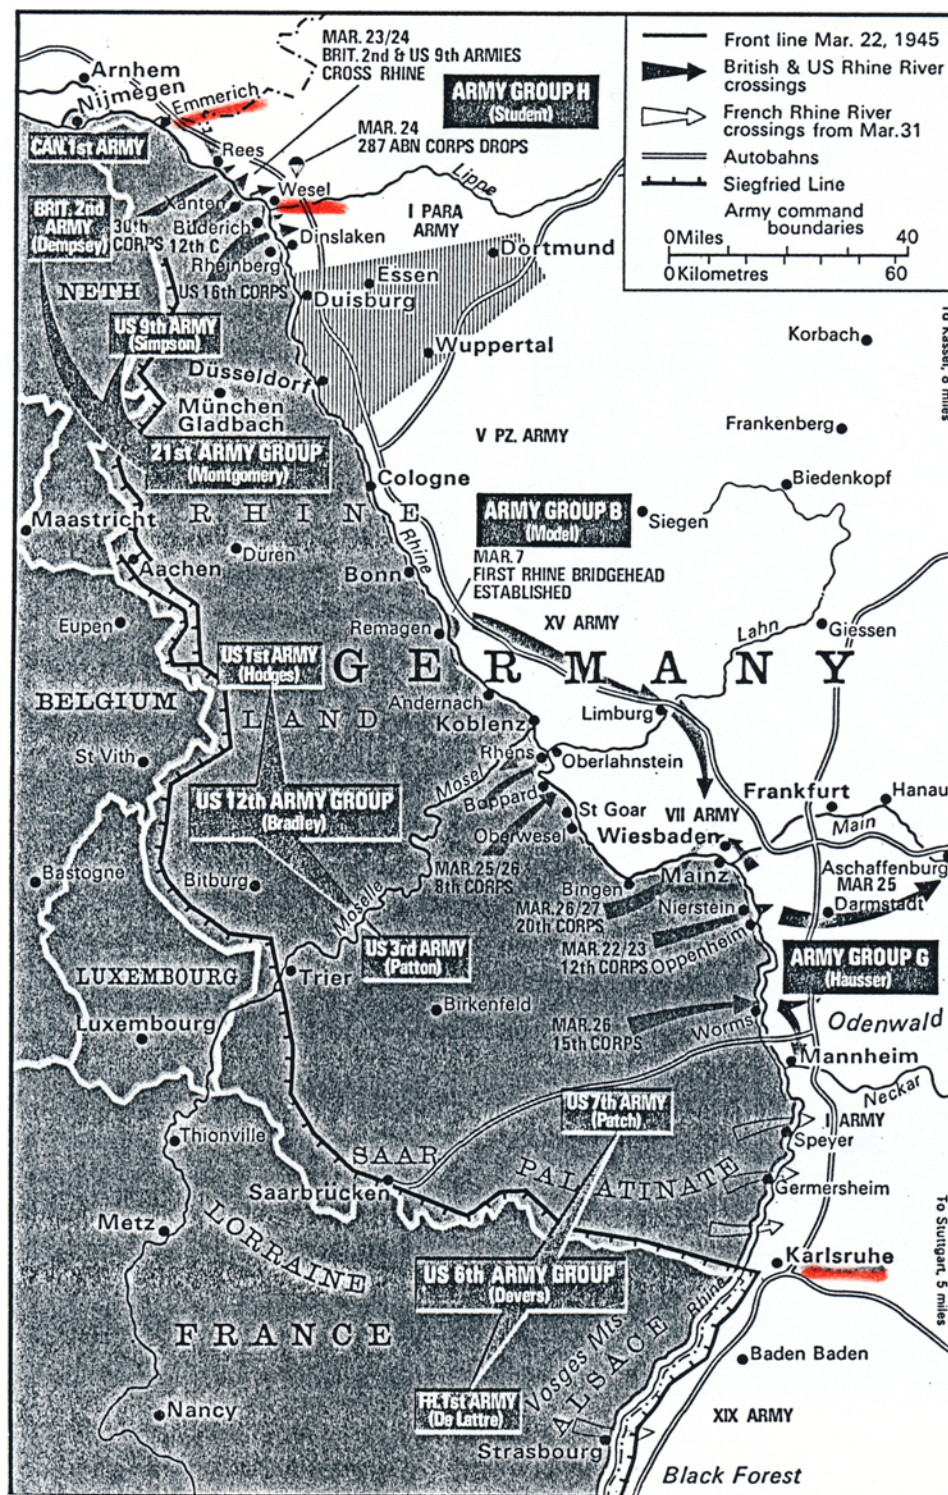 MAR. 23/24
BRIT. 2nd & US 9th ARMIES
CROSS RHINE
Front line Mar. 22, 1945
British & US Rhine River
crossings
French Rhine River
crossings from Mar.31
Autobahns
Siegfried Line
Army command
boundaries
0 Miles 40
0 Kilometres 60
Arnhem
Nijmegen
Emmerich
ARMY GROUP H
(Student)
MAR. 24
287 ABN CORPS DROPS
CAN. 1st ARMY
Rees
Wesel
Lippe
Xanten
BRIT. 2nd
ARMY
(Dempsey)
30th
CORPS
Büderich
12th C
I PARA
ARMY
Dinslaken
Rheinberg
US 16th CORPS
Dortmund
Essen
Duisburg
NETH
US 9th ARMY
(Simpson)
Wuppertal
Korbach
To Kassel, 8 miles
Düsseldorf
München
Gladbach
Frankenberg
V PZ. ARMY
21st ARMY GROUP
(Montgomery)
Cologne
Biedenkopf
RHINE
ARMY GROUP B
(Model)
Siegen
Maastricht
Rhine
Aachen
Düren
Bonn
MAR. 7
FIRST RHINE BRIDGEHEAD
ESTABLISHED
Eupen
Remagen
XV ARMY
Lahn
Giessen
US 1st ARMY
(Hodges)
GERMANY
BELGIUM
LAND
Andernach
Koblenz
Limburg
St Vith
Rhens
Oberlahnstein
Mosel
Boppard
US 12th ARMY GROUP
(Bradley)
St Goar
VII ARMY
Frankfurt
Hanau
Oberwesel
Wiesbaden
Main
MAR.25/26
8th CORPS
Mainz
Aschaffenburg
Bastogne
Bitburg
Bingen
MAR 25
Darmstadt
Moselle
MAR.26/27
20th CORPS
Nierstein
US 3rd ARMY
(Patton)
MAR.22/23
12th CORPS
Oppenheim
ARMY GROUP G
(Hausser)
LUXEMBOURG
Trier
Birkenfeld
Luxembourg
MAR.26
15th CORPS
Worms
Odenwald
Mannheim
Neckar
US 7th ARMY
(Patch)
I ARMY
Speyer
Thionville
SAAR
Saarbrücken
PALATINATE
Germersheim
Metz
LORRAINE
Karlsruhe
To Stuttgart, 5 miles
US 6th ARMY GROUP
(Devers)
Rhine
FRANCE
Vosges Mts.
ALSACE
Baden Baden
FR. 1st ARMY
(De Lattre)
Nancy
XIX ARMY
Strasbourg
Black Forest